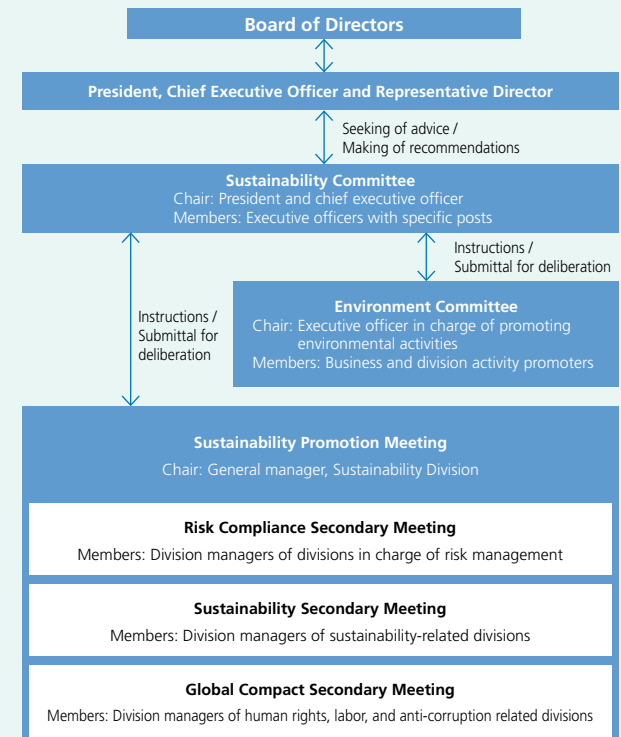 Board of Directors
President, Chief Executive Officer and Representative Director
Seeking of advice /
Making of recommendations
Sustainability Committee
Chair: President and chief executive officer
Members: Executive officers with specific posts
Instructions /
Submittal for deliberation
Environment Committee
Chair: Executive officer in charge of promoting
environmental activities
Members: Business and division activity promoters
Instructions /
Submittal for
deliberation
Sustainability Promotion Meeting
Chair: General manager, Sustainability Division
Risk Compliance Secondary Meeting
Members: Division managers of divisions in charge of risk management
Sustainability Secondary Meeting
Members: Division managers of sustainability-related divisions
Global Compact Secondary Meeting
Members: Division managers of human rights, labor, and anti-corruption related divisions